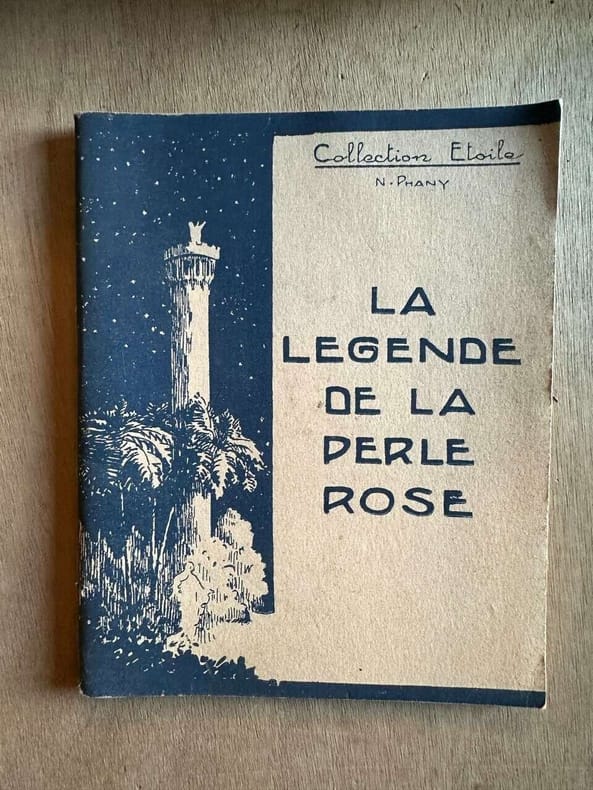 Collection Etoile
N. PHANY
LA
LEGENDE
DE LA
PERLE
ROSE